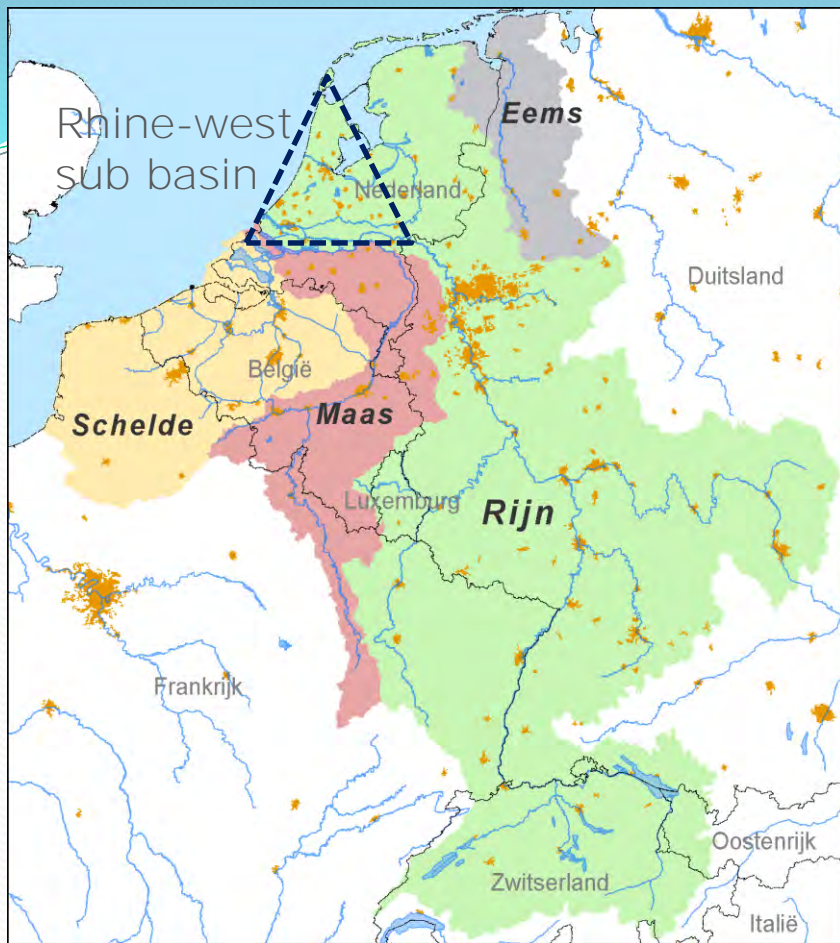 Rhine-west
sub basin
Eems
Nederland
Duitsland
België
Schelde
Maas
Luxemburg
Rijn
Frankrijk
Oostenrijk
Zwitserland
Italië